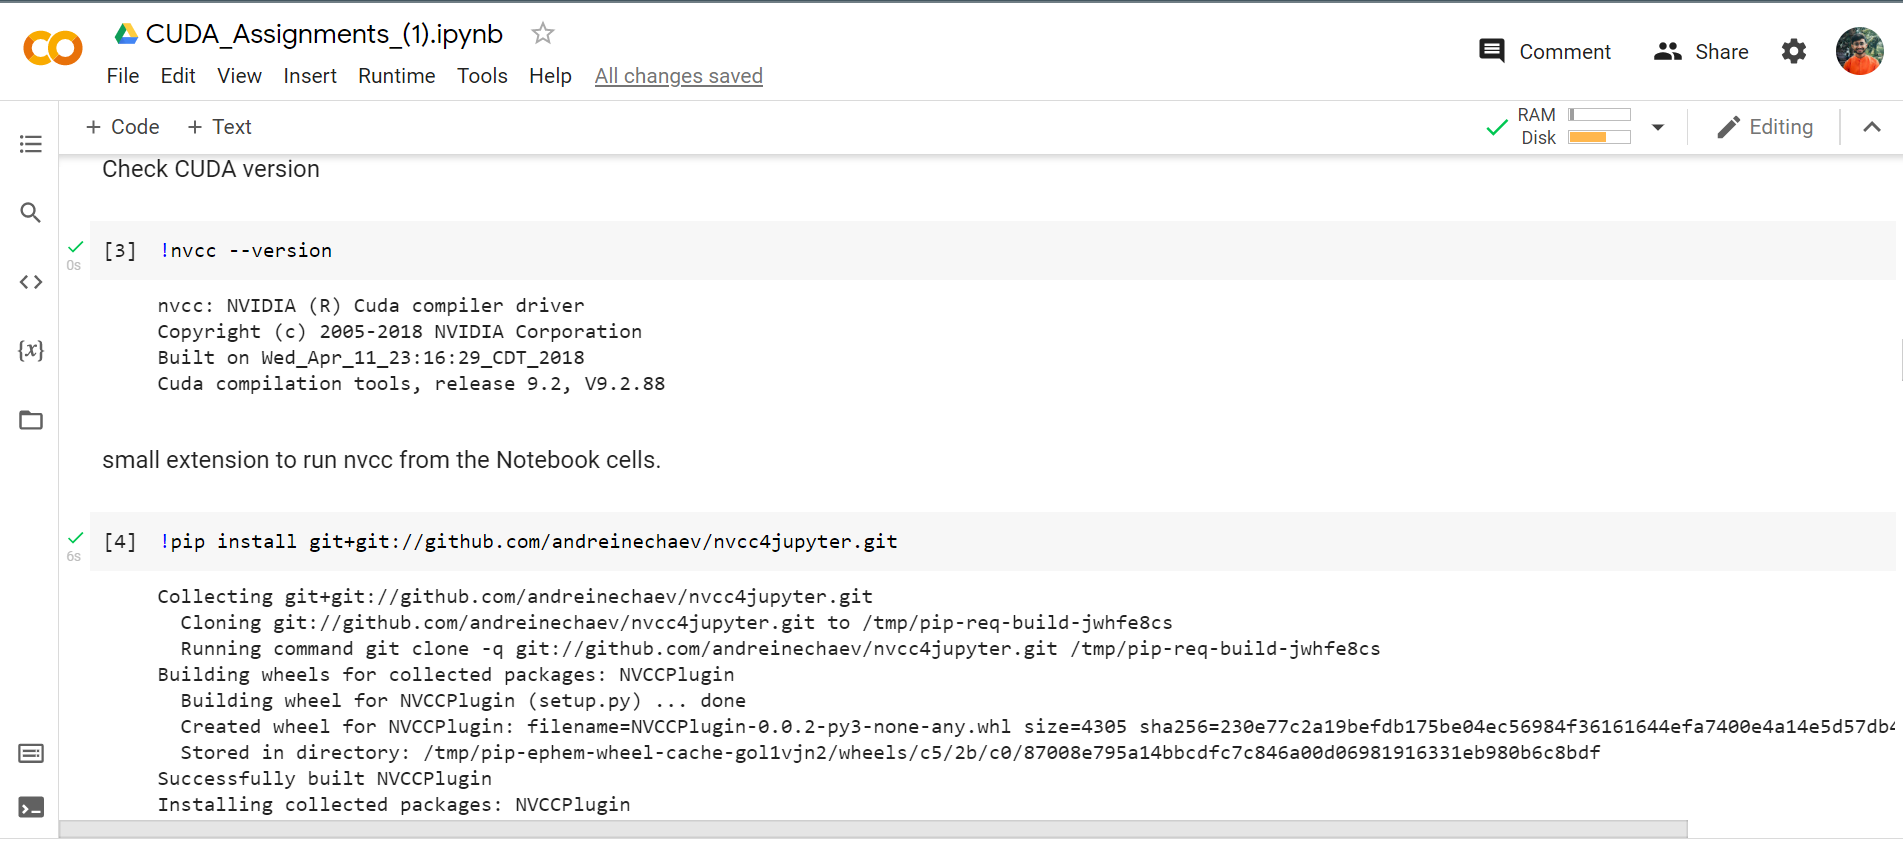 CUDA_Assignments_(1).ipynb
File Edit View Insert Runtime Tools Help All changes saved
Comment Share
+ Code + Text
RAM
Disk
Editing
Check CUDA version
[3] !nvcc --version
0s
nvcc: NVIDIA (R) Cuda compiler driver
Copyright (c) 2005-2018 NVIDIA Corporation
Built on Wed_Apr_11_23:16:29_CDT_2018
Cuda compilation tools, release 9.2, V9.2.88
small extension to run nvcc from the Notebook cells.
[4] !pip install git+git://github.com/andreinechaev/nvcc4jupyter.git
6s
Collecting git+git://github.com/andreinechaev/nvcc4jupyter.git
Cloning git://github.com/andreinechaev/nvcc4jupyter.git to /tmp/pip-req-build-jwhfe8cs
Running command git clone -q git://github.com/andreinechaev/nvcc4jupyter.git /tmp/pip-req-build-jwhfe8cs
Building wheels for collected packages: NVCCPlugin
Building wheel for NVCCPlugin (setup.py) ... done
Created wheel for NVCCPlugin: filename=NVCCPlugin-0.0.2-py3-none-any.whl size=4305 sha256=230e77c2a19befdb175be04ec56984f36161644efa7400e4a14e5d57db4
Stored in directory: /tmp/pip-ephem-wheel-cache-gol1vjn2/wheels/c5/2b/c0/87008e795a14bbcdfc7c846a00d06981916331eb980b6c8bdf
Successfully built NVCCPlugin
Installing collected packages: NVCCPlugin